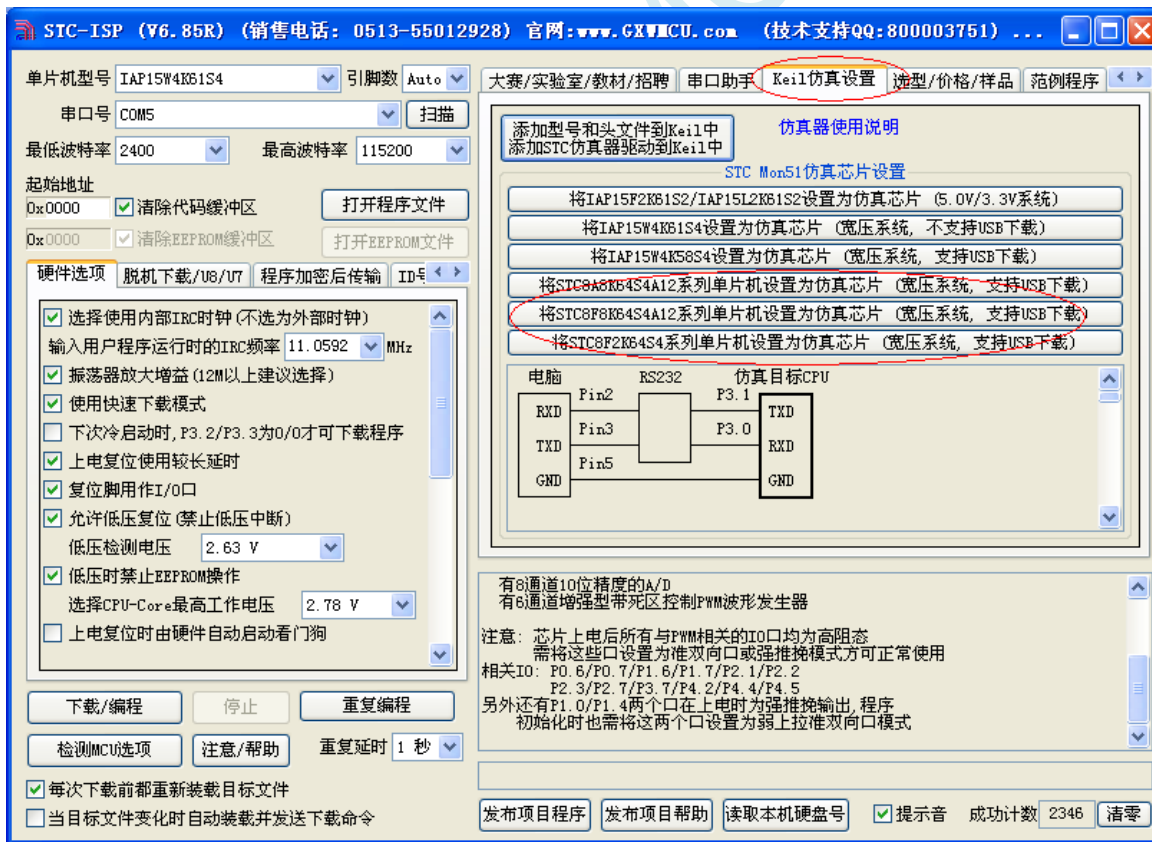 STC-ISP (V6.85R) (销售电话: 0513-55012928) 官网:www.GXWMCU.com (技术支持QQ:800003751) ...
单片机型号 IAP15W4K61S4 引脚数 Auto
串口号 COM5 扫描
最低波特率 2400 最高波特率 115200
起始地址
0x0000 清除代码缓冲区 打开程序文件
0x0000 清除EEPROM缓冲区 打开EEPROM文件
硬件选项 脱机下载/U8/U7 程序加密后传输 ID号
选择使用内部IRC时钟(不选为外部时钟)
输入用户程序运行时的IRC频率 11.0592 MHz
振荡器放大增益(12M以上建议选择)
使用快速下载模式
下次冷启动时,P3.2/P3.3为0/0才可下载程序
上电复位使用较长延时
复位脚用作I/O口
允许低压复位(禁止低压中断)
低压检测电压 2.63 V
低压时禁止EEPROM操作
选择CPU-Core最高工作电压 2.78 V
上电复位时由硬件自动启动看门狗
下载/编程 停止 重复编程
检测MCU选项 注意/帮助 重复延时 1 秒
每次下载前都重新装载目标文件
当目标文件变化时自动装载并发送下载命令
大赛/实验室/教材/招聘 串口助手 Keil仿真设置 选型/价格/样品 范例程序
添加型号和头文件到Keil中
添加STC仿真器驱动到Keil中
仿真器使用说明
STC Mon51仿真芯片设置
将IAP15F2K61S2/IAP15L2K61S2设置为仿真芯片 (5.0V/3.3V系统)
将IAP15W4K61S4设置为仿真芯片 (宽压系统, 不支持USB下载)
将IAP15W4K58S4设置为仿真芯片 (宽压系统, 支持USB下载)
将STC8A8K64S4A12系列单片机设置为仿真芯片 (宽压系统, 支持USB下载)
将STC8F8K64S4A12系列单片机设置为仿真芯片 (宽压系统, 支持USB下载)
将STC8F2K64S4系列单片机设置为仿真芯片 (宽压系统, 支持USB下载)
电脑 RS232 仿真目标CPU
Pin2 P3.1
RXD TXD
Pin3 P3.0
TXD RXD
Pin5
GND GND
有8通道10位精度的A/D
有6通道增强型带死区控制PWM波形发生器
注意: 芯片上电后所有与PWM相关的IO口均为高阻态
需将这些口设置为准双向口或强推挽模式方可正常使用
相关IO: P0.6/P0.7/P1.6/P1.7/P2.1/P2.2
P2.3/P2.7/P3.7/P4.2/P4.4/P4.5
另外还有P1.0/P1.4两个口在上电时为强推挽输出,程序
初始化时也需将这两个口设置为弱上拉准双向口模式
发布项目程序 发布项目帮助 读取本机硬盘号 提示音 成功计数 2346 清零